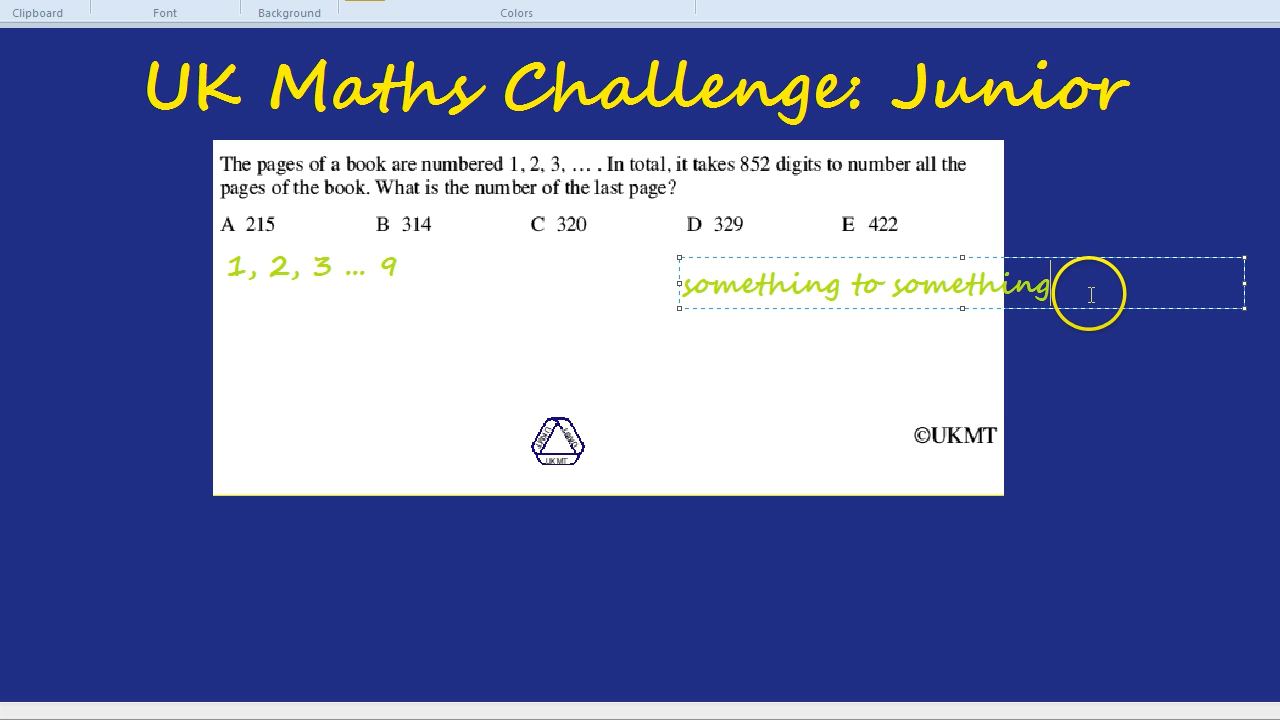 Clipboard Font Background Colors
UK Maths Challenge: Junior
The pages of a book are numbered 1, 2, 3, … . In total, it takes 852 digits to number all the
pages of the book. What is the number of the last page?
A 215 B 314 C 320 D 329 E 422
1, 2, 3 ... 9
something to something
©UKMT
UK MT